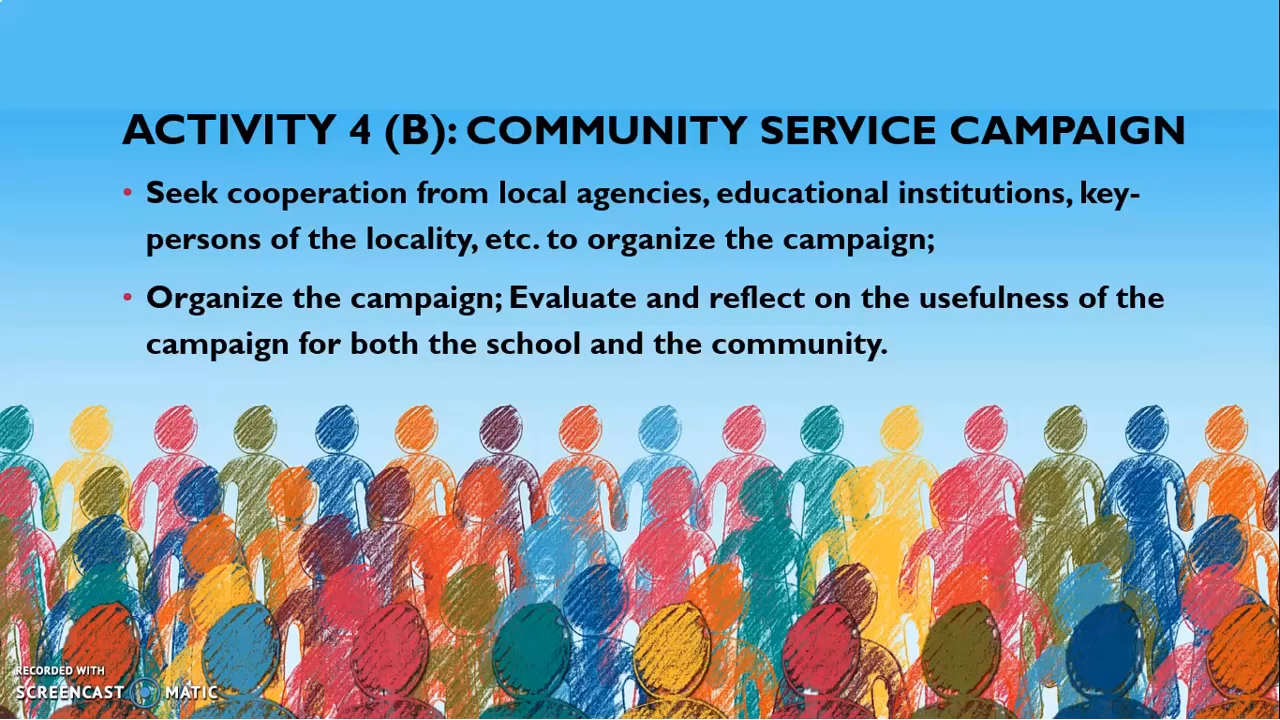 ACTIVITY 4 (B): COMMUNITY SERVICE CAMPAIGN
• Seek cooperation from local agencies, educational institutions, key-
persons of the locality, etc. to organize the campaign;
• Organize the campaign; Evaluate and reflect on the usefulness of the
campaign for both the school and the community.
RECORDED WITH
SCREENCAST MATIC